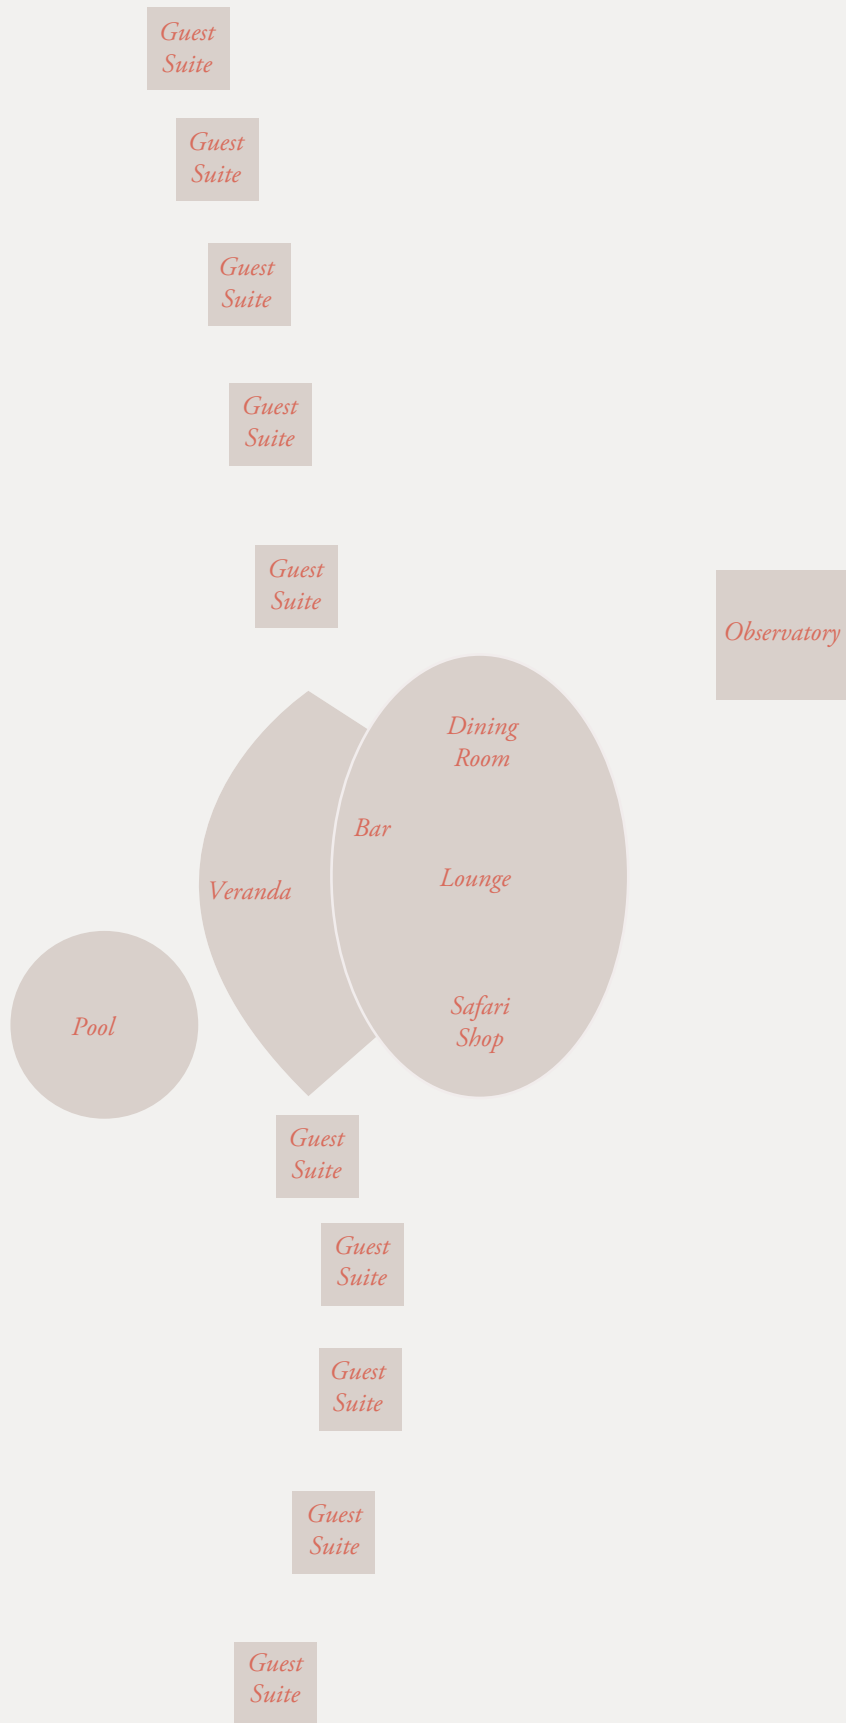 Guest
Suite
Guest
Suite
Guest
Suite
Guest
Suite
Guest
Suite
Observatory
Dining
Room
Bar
Lounge
Veranda
Safari
Shop
Pool
Guest
Suite
Guest
Suite
Guest
Suite
Guest
Suite
Guest
Suite